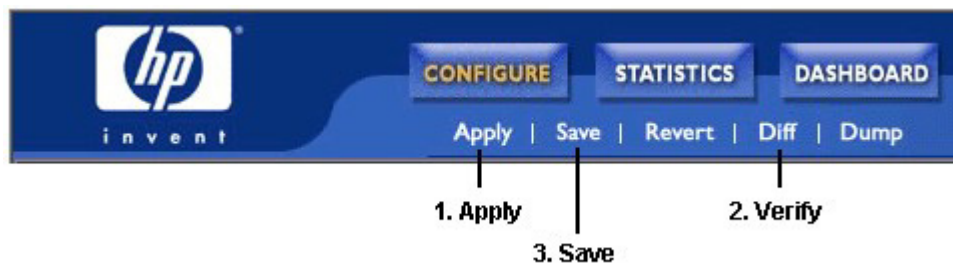 hp
invent
CONFIGURE STATISTICS DASHBOARD
Apply | Save | Revert | Diff | Dump
1. Apply 2. Verify
3. Save